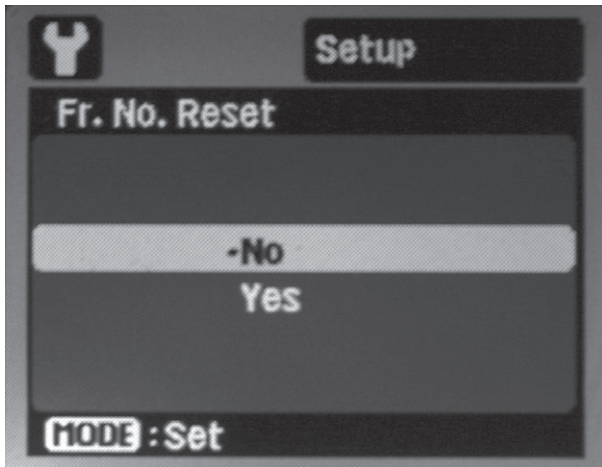 Setup
Fr. No. Reset
-No
Yes
MODE :Set